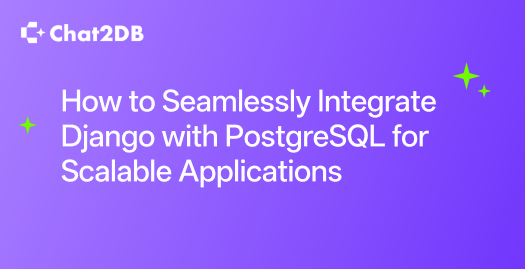 Chat2DB
How to Seamlessly Integrate
Django with PostgreSQL for
Scalable Applications